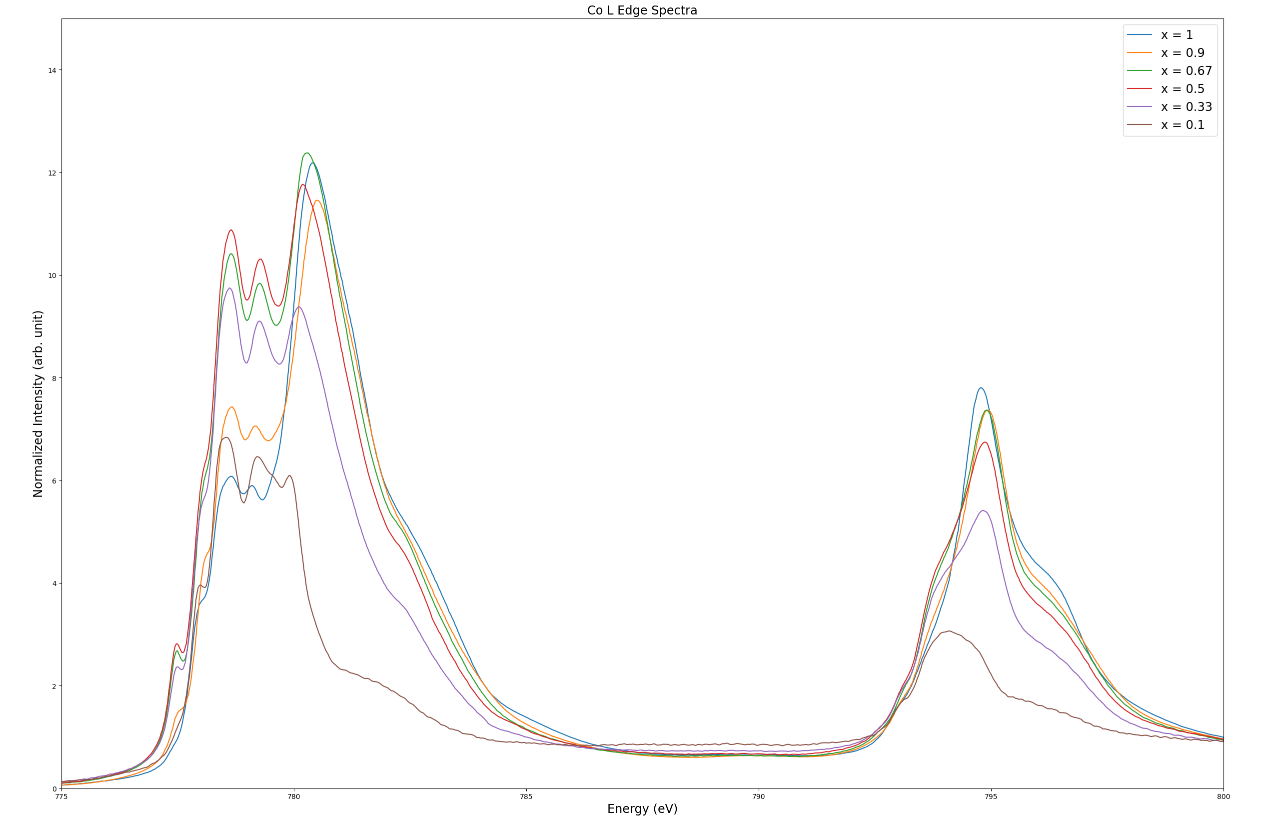 Co L Edge Spectra
x = 1
x = 0.9
x = 0.67
x = 0.5
x = 0.33
x = 0.1
Normalized Intensity (arb. unit)
14
12
10
8
6
4
2
0
775
780
785
790
795
800
Energy (eV)